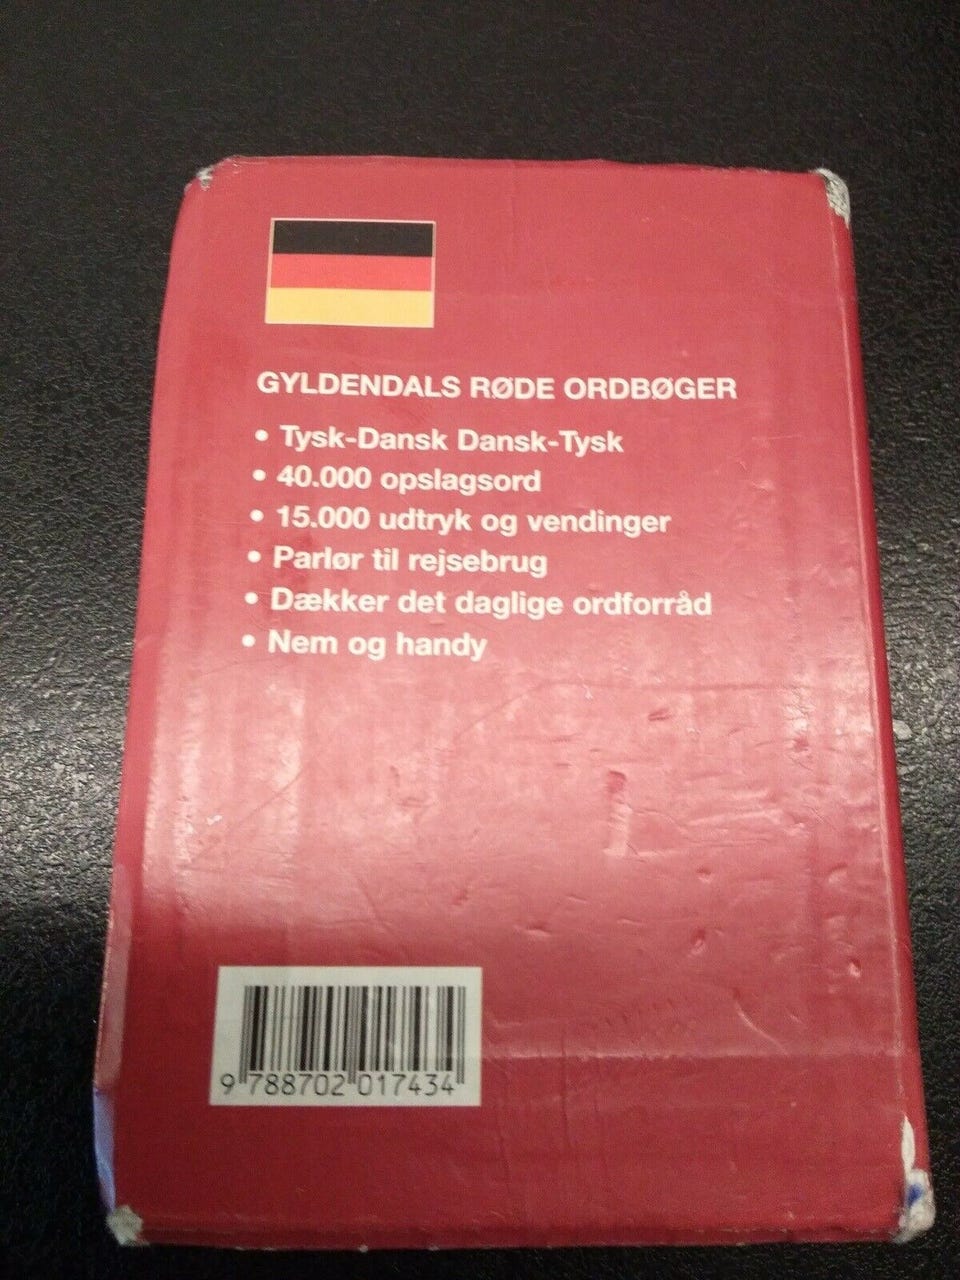 GYLDENDALS RØDE ORDBØGER
• Tysk-Dansk Dansk-Tysk
• 40.000 opslagsord
• 15.000 udtryk og vendinger
• Parlør til rejsebrug
• Dækker det daglige ordforråd
• Nem og handy
9 788702 017434